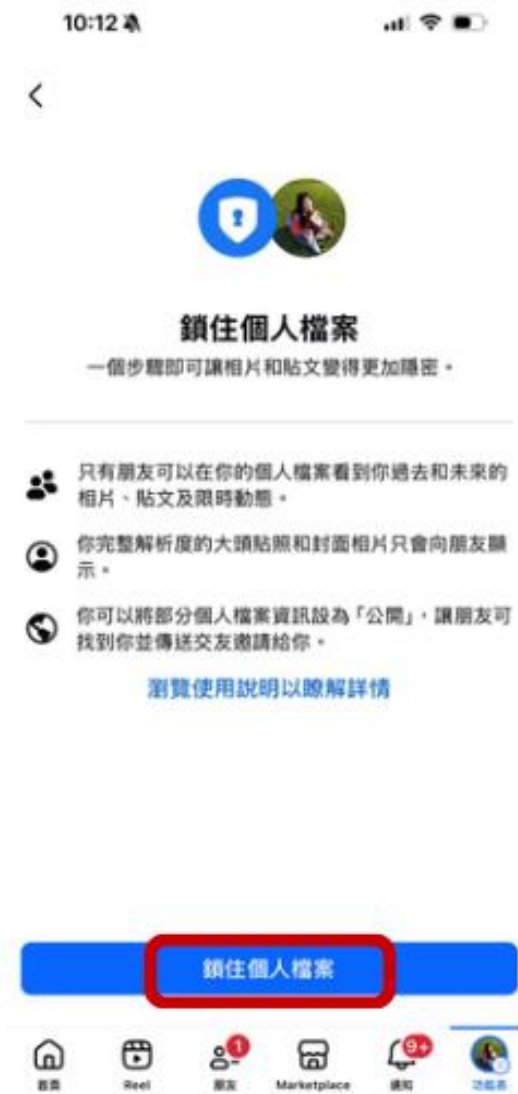 10:12
鎖住個人檔案
一個步驟即可讓相片和貼文變得更加隱密。
只有朋友可以在你的個人檔案看到你過去和未來的
相片、貼文及限時動態。
你完整解析度的大頭貼照和封面相片只會向朋友顯
示。
你可以將部分個人檔案資訊設為「公開」，讓朋友可
找到你並傳送交友邀請給你。
瀏覽使用說明以瞭解詳情
鎖住個人檔案
1
9+
首頁
Reel
朋友
Marketplace
通知
功能表